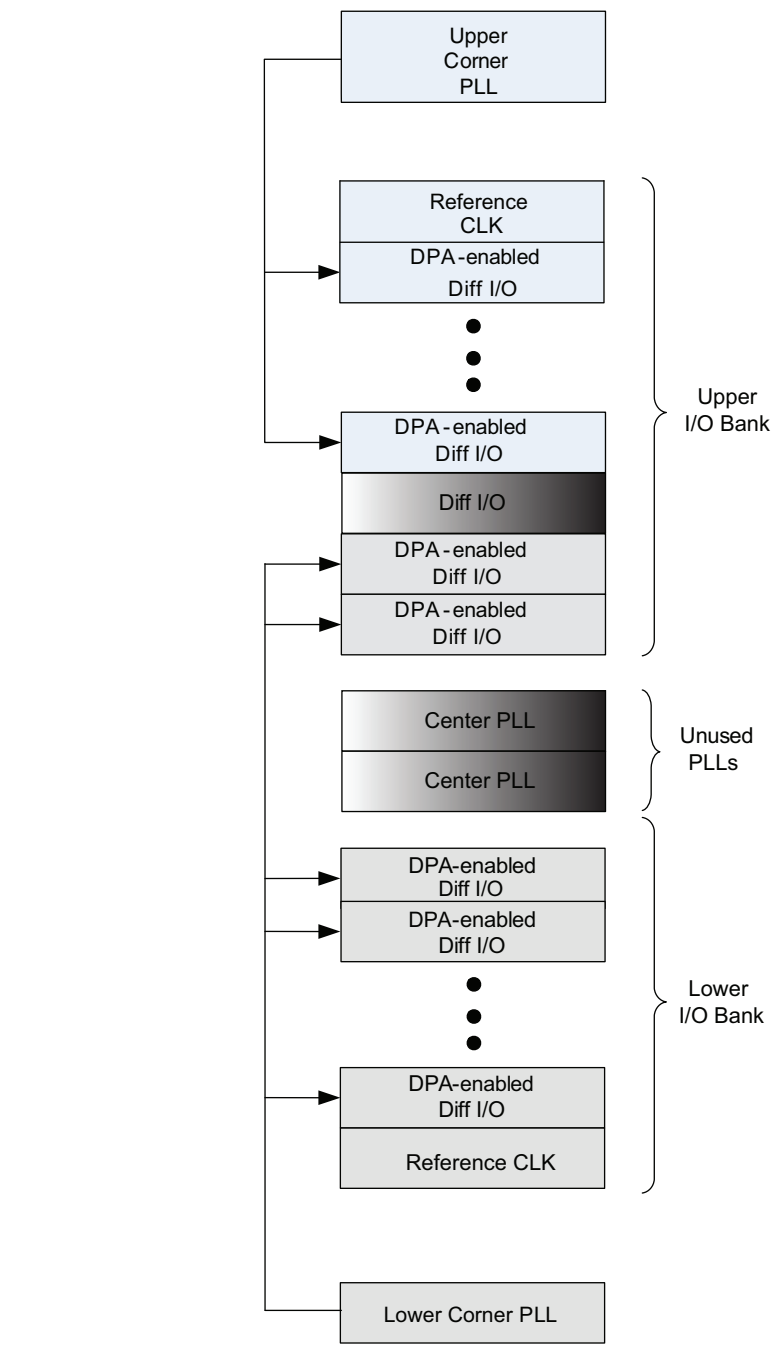 Upper
Corner
PLL
Reference
CLK
DPA-enabled
Diff I/O
DPA-enabled
Diff I/O
Diff I/O
DPA-enabled
Diff I/O
DPA-enabled
Diff I/O
Upper
I/O Bank
Center PLL
Center PLL
Unused
PLLs
DPA-enabled
Diff I/O
DPA-enabled
Diff I/O
DPA-enabled
Diff I/O
Reference CLK
Lower
I/O Bank
Lower Corner PLL